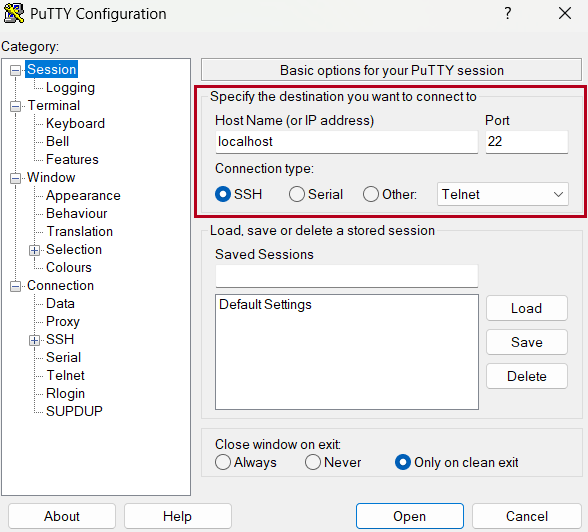 PuTTY Configuration
?
Category:
Session
Logging
Terminal
Keyboard
Bell
Features
Window
Appearance
Behaviour
Translation
Selection
Colours
Connection
Data
Proxy
SSH
Serial
Telnet
Rlogin
SUPDUP
Basic options for your PuTTY session
Specify the destination you want to connect to
Host Name (or IP address) Port
localhost 22
Connection type:
SSH Serial Other: Telnet
Load, save or delete a stored session
Saved Sessions
Default Settings
Load
Save
Delete
Close window on exit:
Always Never Only on clean exit
About Help Open Cancel